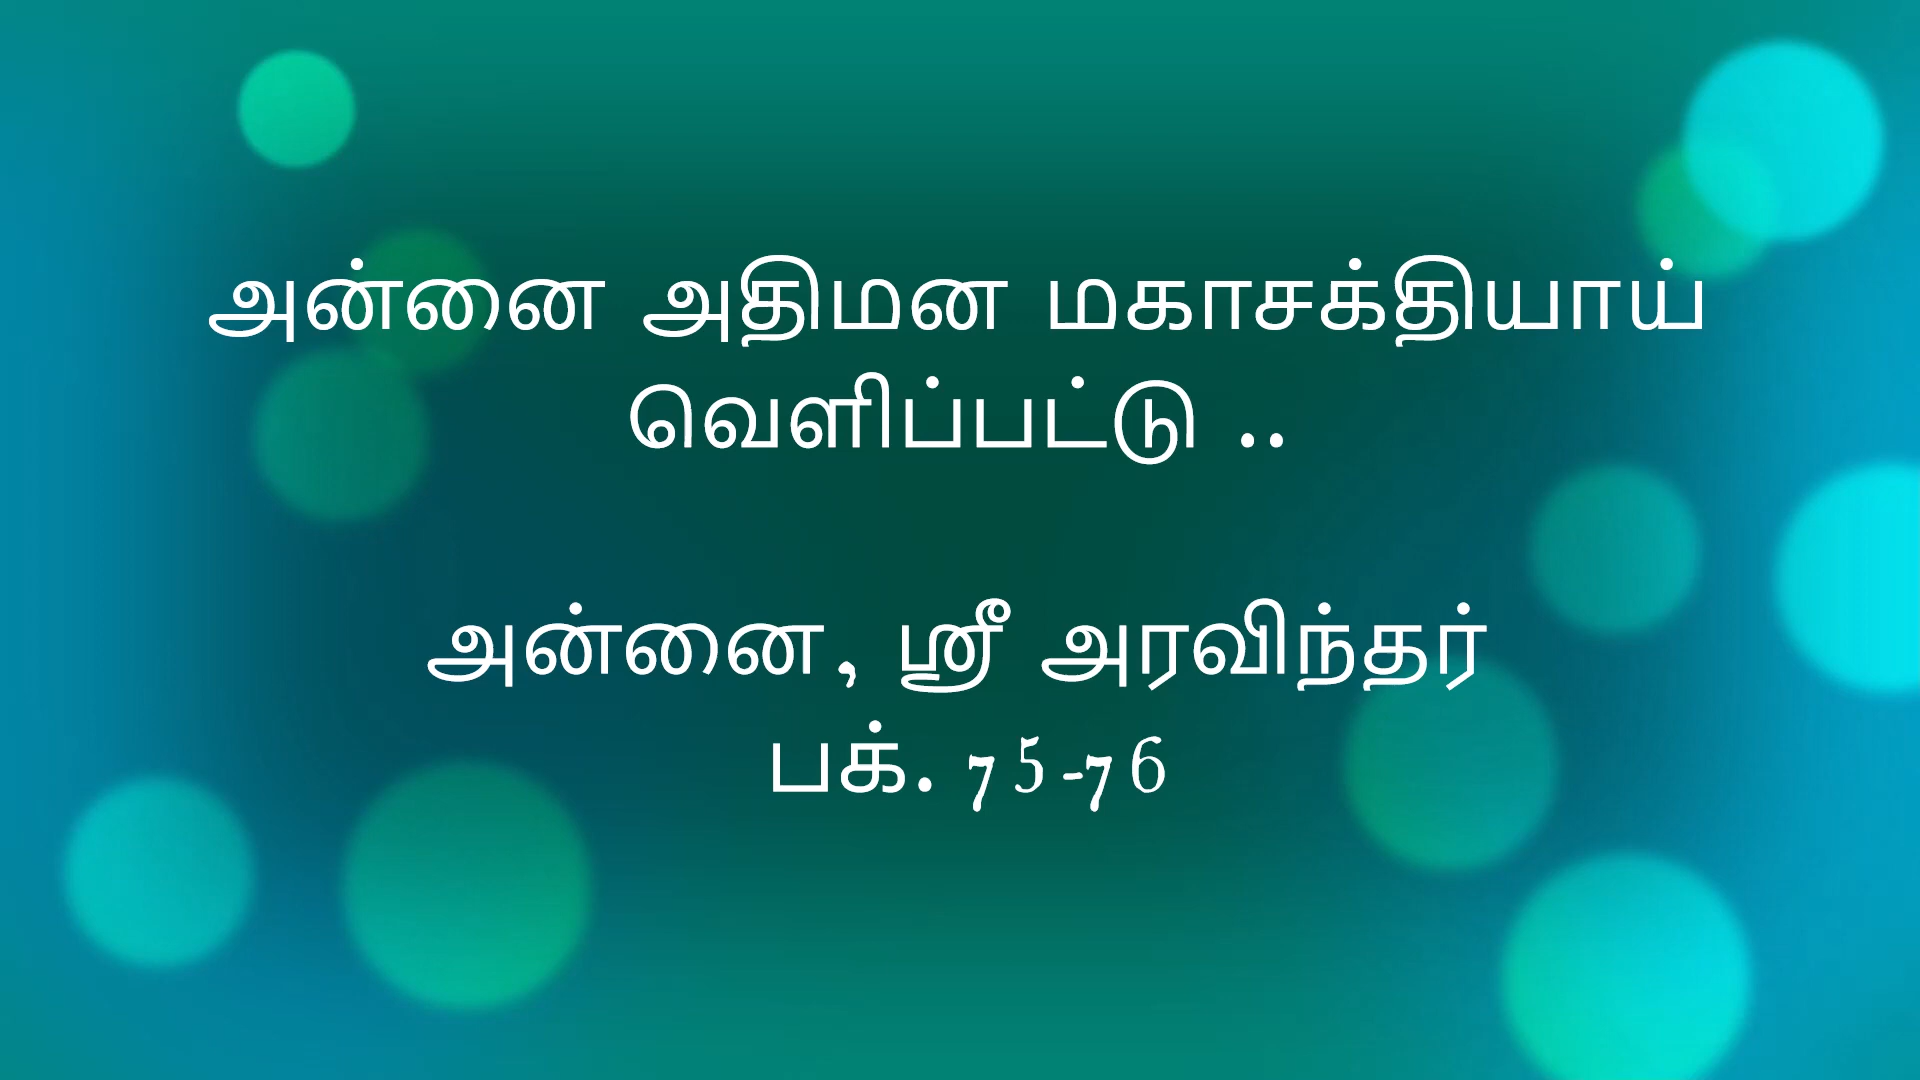 அன்னை அதிமன மகாசக்தியாய்
வெளிப்பட்டு ..
அன்னை, ஸ்ரீ அரவிந்தர்
பக். 75-76